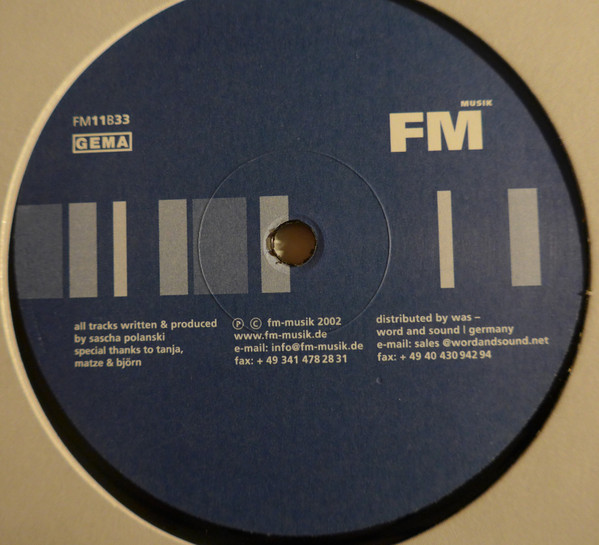 FM11B33
GEMA
MUSIK
FM
all tracks written & produced
by sascha polanski
special thanks to tanja,
matze & björn
Ⓟ © fm-musik 2002
www.fm-musik.de
e-mail: info@fm-musik.de
fax: + 49 341 478 28 31
distributed by was –
word and sound | germany
e-mail: sales @wordandsound.net
fax: + 49 40 430 942 94